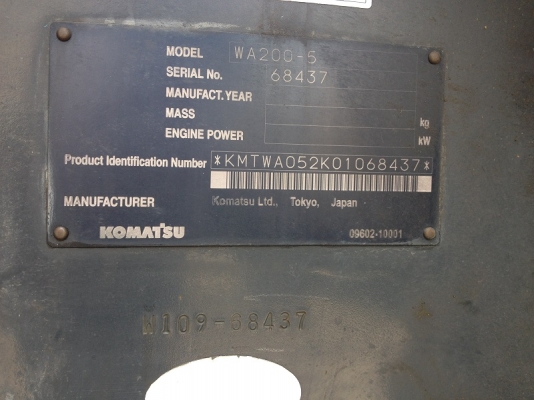 MODEL WA200-5
SERIAL No. 68437
MANUFACT. YEAR
MASS kg
ENGINE POWER kW
Product Identification Number *KMTWA052K01068437*
MANUFACTURER Komatsu Ltd., Tokyo, Japan
KOMATSU 09602-10001
N109-68437